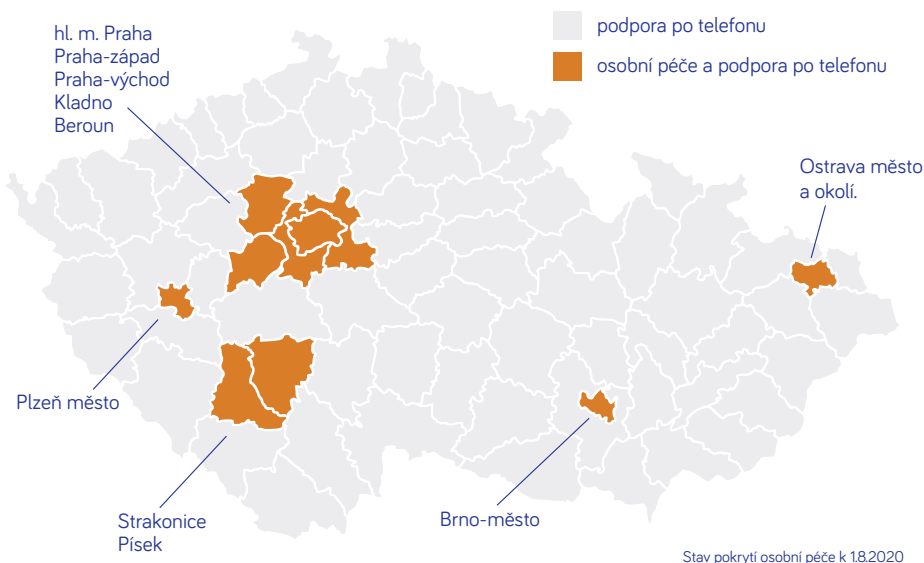 hl. m. Praha
Praha-západ
Praha-východ
Kladno
Beroun
podpora po telefonu
osobní péče a podpora po telefonu
Ostrava město
a okolí.
Plzeň město
Strakonice
Písek
Brno-město
Stav pokrytí osobní péče k 1.8.2020